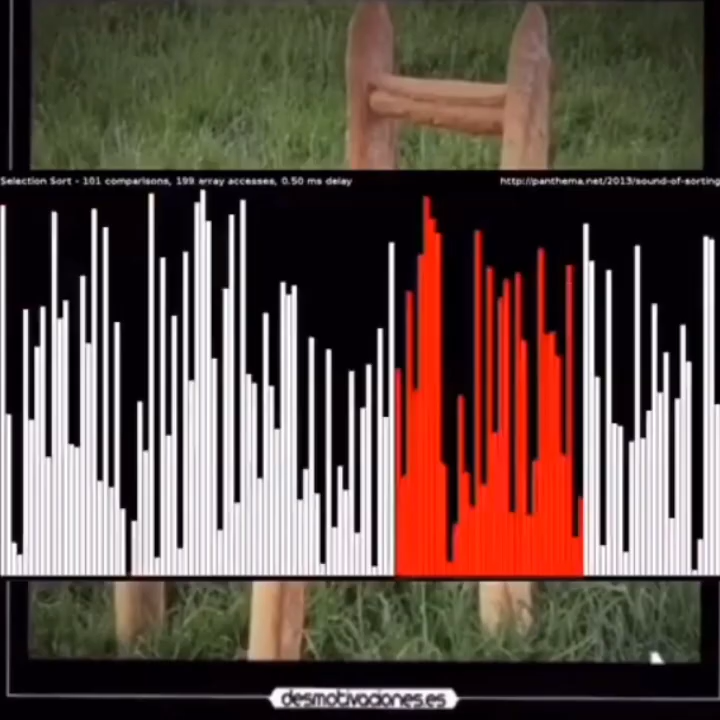 Selection Sort - 101 comparisons, 199 array accesses, 0.50 ms delay
http://panthema.net/2013/sound-of-sorting
desmotivaciones.es